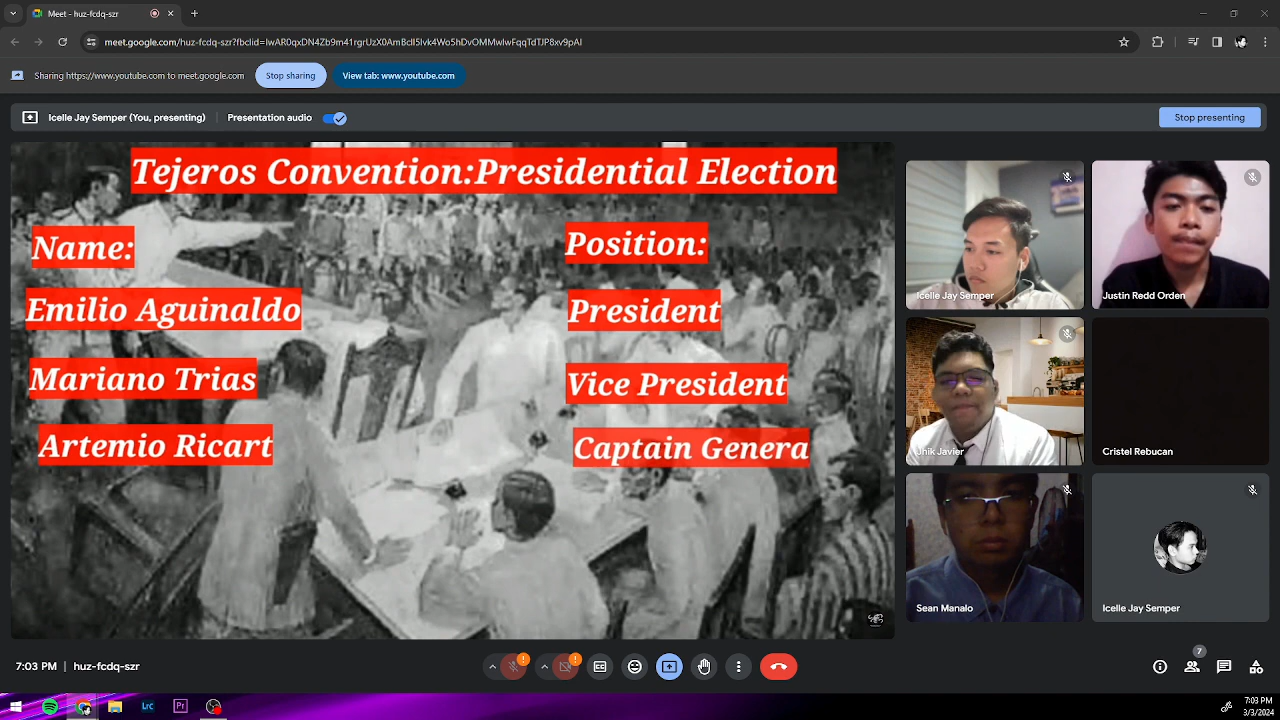 Meet - huz-fcdq-szr
meet.google.com/huz-fcdq-szr?fbclid=IwAR0qxDN4Zb9m41rgrUzX0AmBcIl5Ivk4Wo5hDvOMMwlwFqqTdTJP8xv9pAI
Sharing https://www.youtube.com to meet.google.com
Stop sharing
View tab: www.youtube.com
Icelle Jay Semper (You, presenting)
Presentation audio
Stop presenting
Tejeros Convention:Presidential Election
Name:
Position:
Emilio Aguinaldo
President
Mariano Trias
Vice President
Artemio Ricart
Captain Genera
Icelle Jay Semper
Justin Redd Orden
Jhik Javier
Cristel Rebucan
Sean Manalo
Icelle Jay Semper
7:03 PM | huz-fcdq-szr
7
Lrc
Pr
7:03 PM
3/3/2024